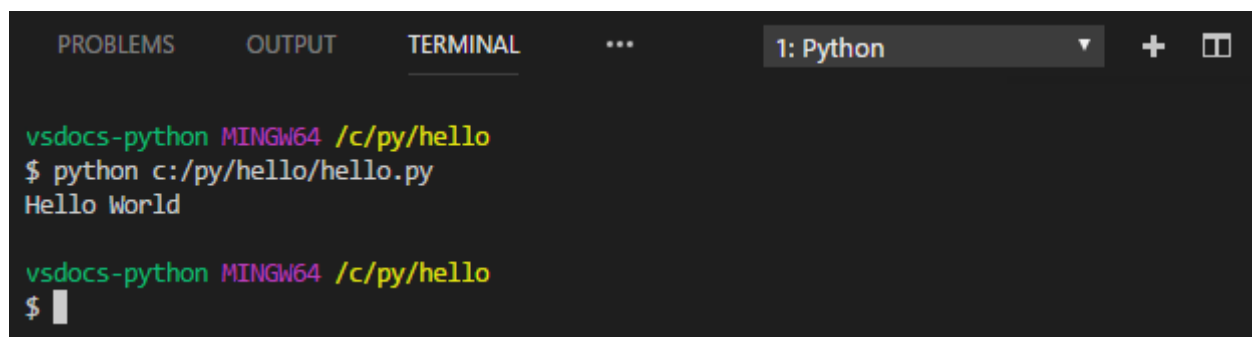 PROBLEMS OUTPUT TERMINAL ••• 1: Python
vsdocs-python MINGW64 /c/py/hello
$ python c:/py/hello/hello.py
Hello World
vsdocs-python MINGW64 /c/py/hello
$